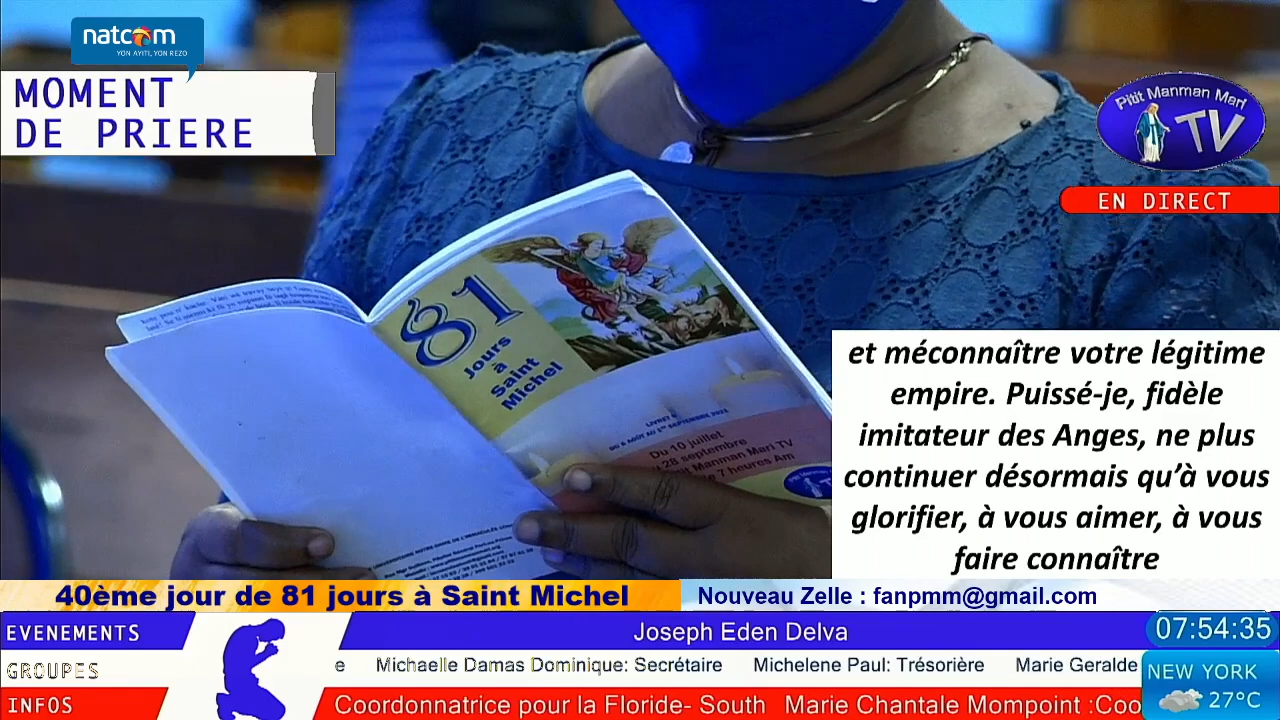 natcom
YON AYITI, YON REZO
MOMENT
DE PRIERE
Pitit Manman Mari
TV
EN DIRECT
81
Jours
à
Saint
Michel
Du 10 juillet
28 septembre
Manman Mari TV
7 heures Am
et méconnaître votre légitime
empire. Puissé-je, fidèle
imitateur des Anges, ne plus
continuer désormais qu’à vous
glorifier, à vous aimer, à vous
faire connaître
40ème jour de 81 jours à Saint Michel
Nouveau Zelle : fanpmm@gmail.com
EVENEMENTS
Joseph Eden Delva
07:54:35
GROUPES
e Michaelle Damas Dominique: Secrétaire Michelene Paul: Trésorière Marie Geralde
NEW YORK
27°C
INFOS
Coordonnatrice pour la Floride- South Marie Chantale Mompoint :Coo